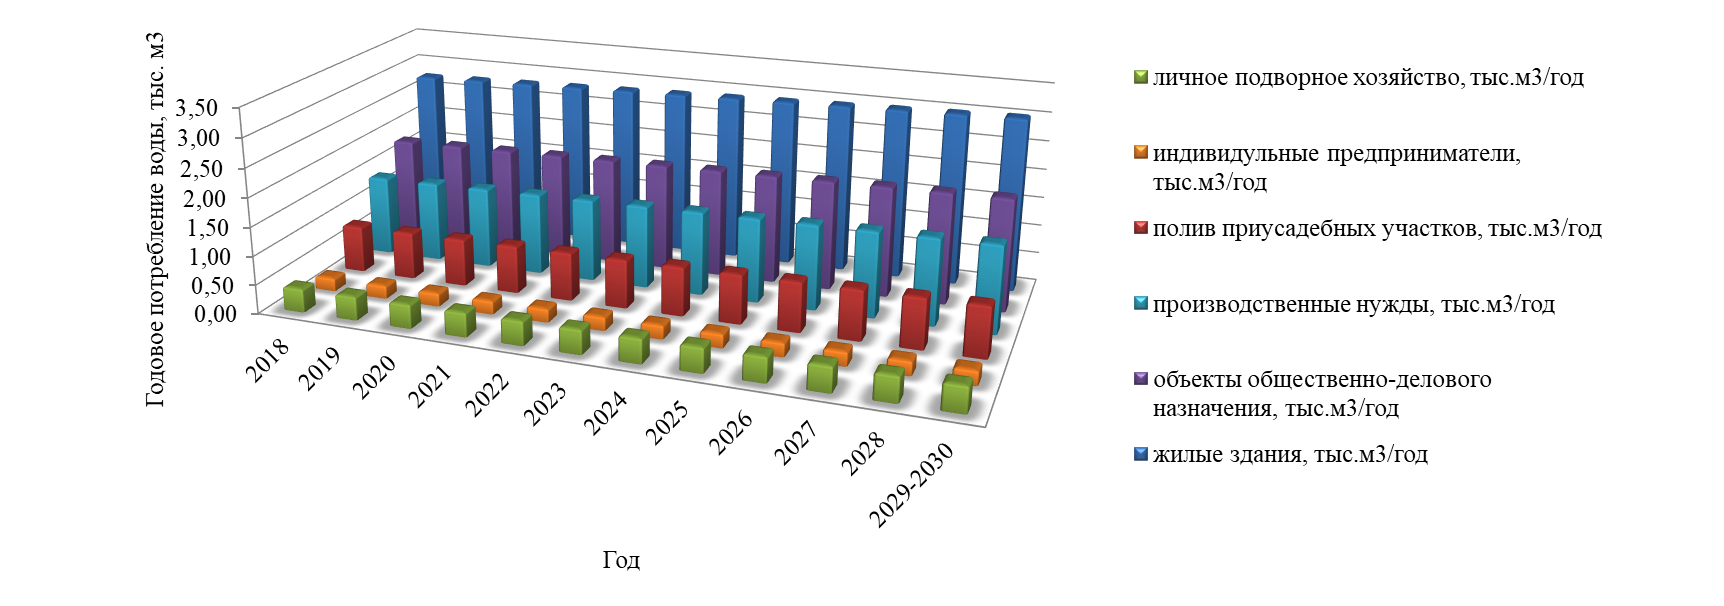 Годовое потребление воды, тыс. м3
3,50
3,00
2,50
2,00
1,50
1,00
0,50
0,00
2018
2019
2020
2021
2022
2023
2024
2025
2026
2027
2028
2029-2030
Год
личное подворное хозяйство, тыс.м3/год
индивидульные предприниматели,
тыс.м3/год
полив приусадебных участков, тыс.м3/год
производственные нужды, тыс.м3/год
объекты общественно-делового
назначения, тыс.м3/год
жилые здания, тыс.м3/год